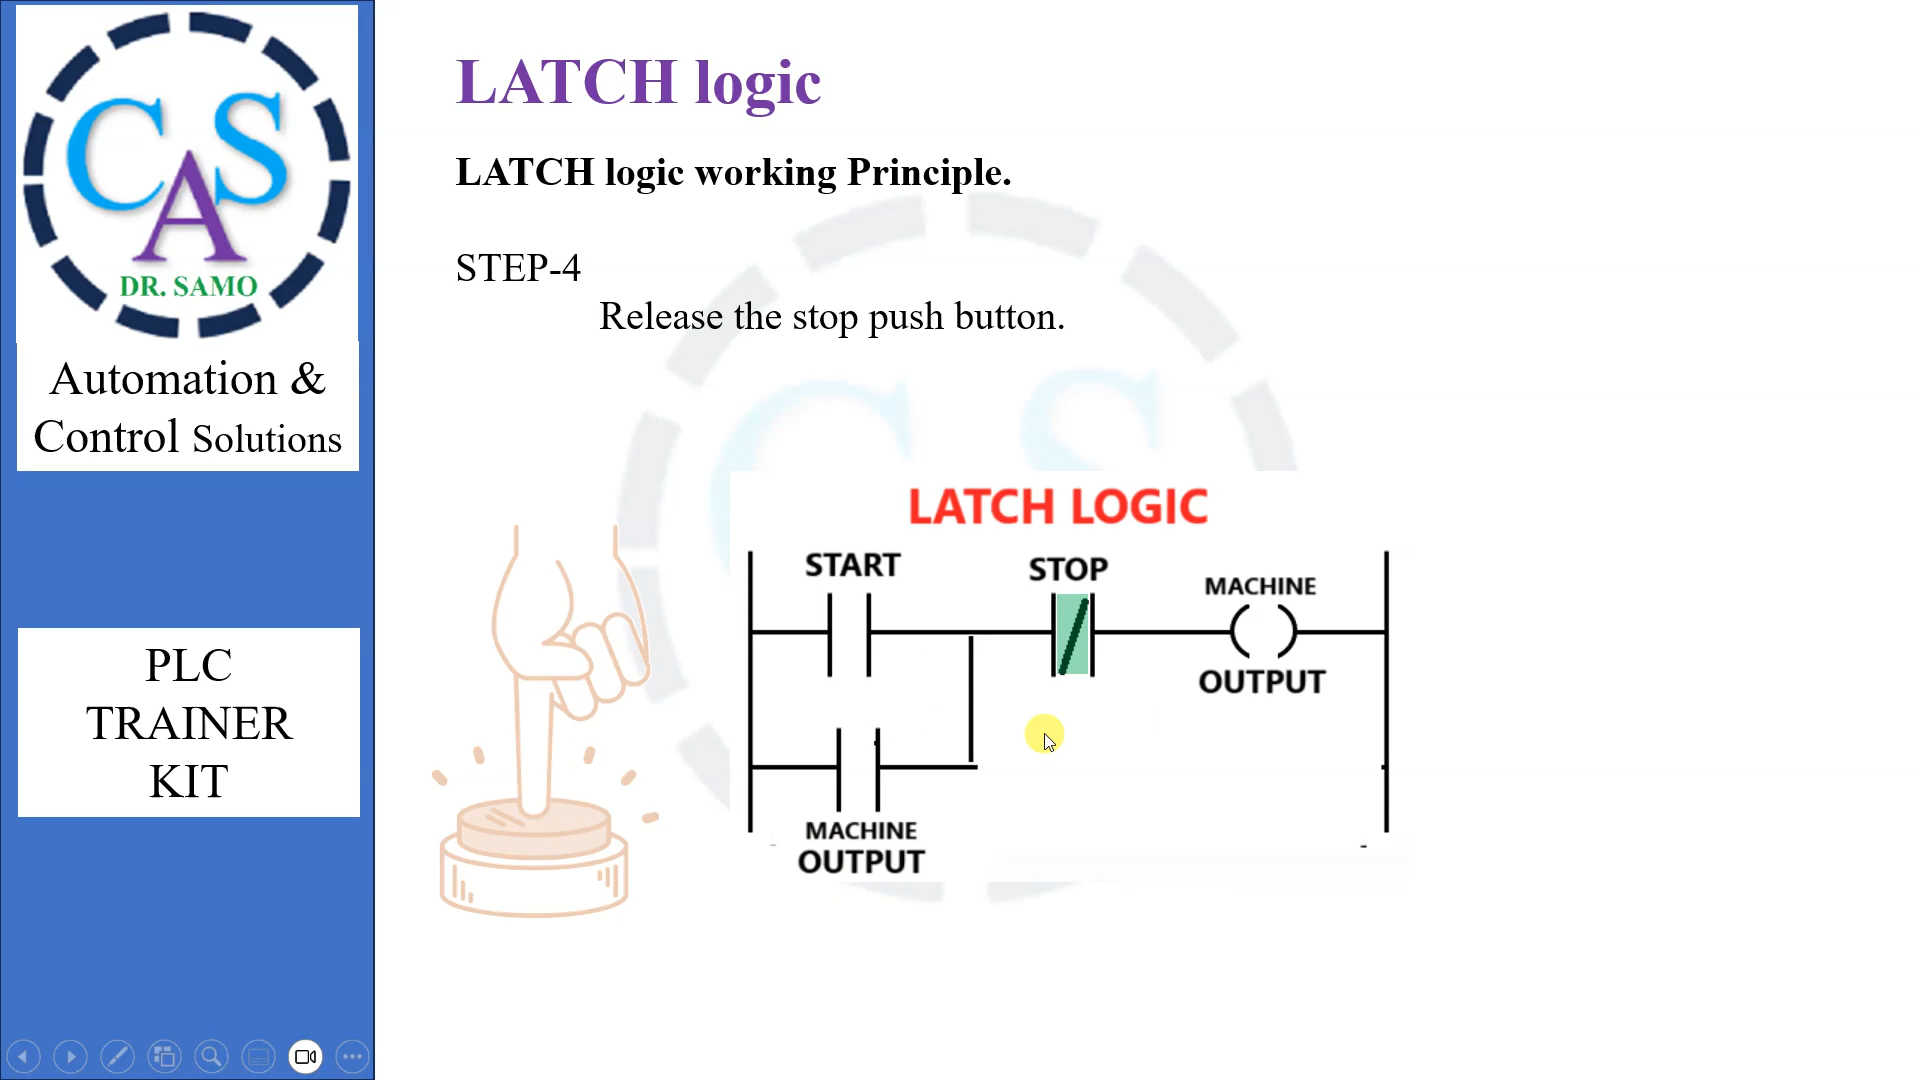 CAS
DR. SAMO
Automation &
Control Solutions
PLC
TRAINER
KIT
LATCH logic
LATCH logic working Principle.
STEP-4
Release the stop push button.
LATCH LOGIC
START
STOP
MACHINE
OUTPUT
MACHINE
OUTPUT